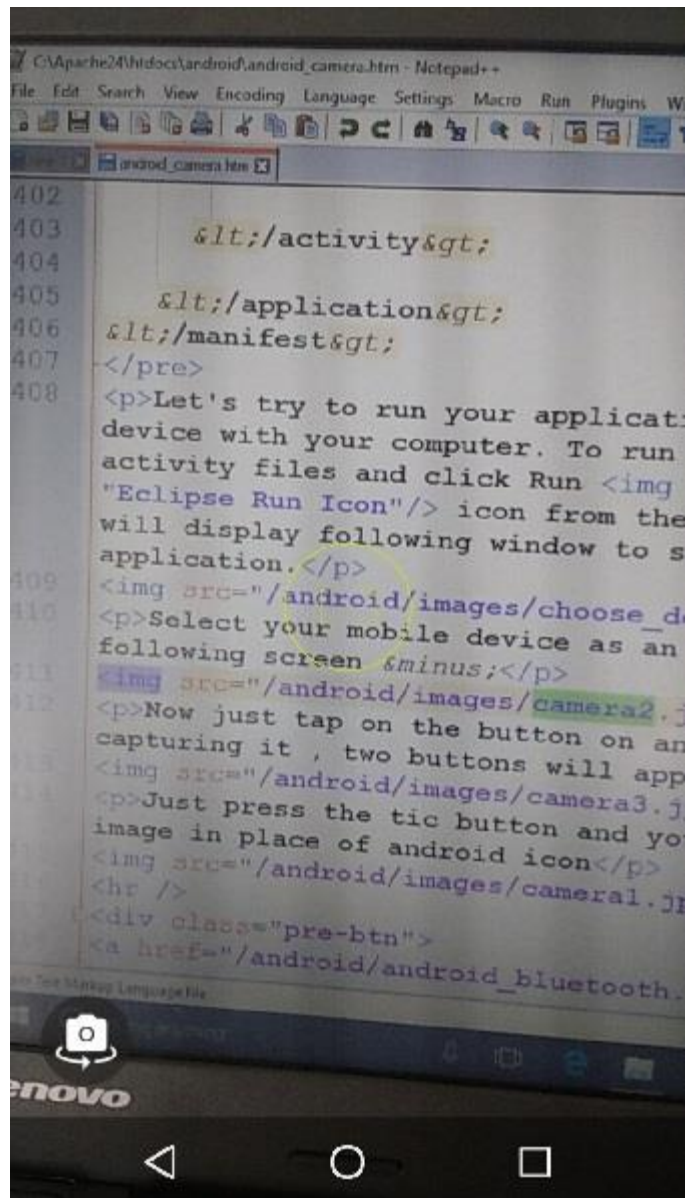 C:\Apache24\htdocs\android\android_camera.htm - Notepad++
File Edit Search View Encoding Language Settings Macro Run Plugins
android_camera.htm
402
403 &lt;/activity&gt;
404
405 &lt;/application&gt;
406 &lt;/manifest&gt;
407 </pre>
408 <p>Let's try to run your applicati
device with your computer. To run
activity files and click Run <img
"Eclipse Run Icon"/> icon from the
will display following window to s
application.</p>
409 <img src="/android/images/choose_de
410 <p>Select your mobile device as an
following screen &minus;</p>
411 <img src="/android/images/camera2.j
412 <p>Now just tap on the button on an
capturing it , two buttons will app
413 <img src="/android/images/camera3.j
414 <p>Just press the tic button and yo
image in place of android icon</p>
<img src="/android/images/camera1.jp
<hr />
<div class="pre-btn">
<a href="/android/android_bluetooth.
Text Markup Language file
enovo